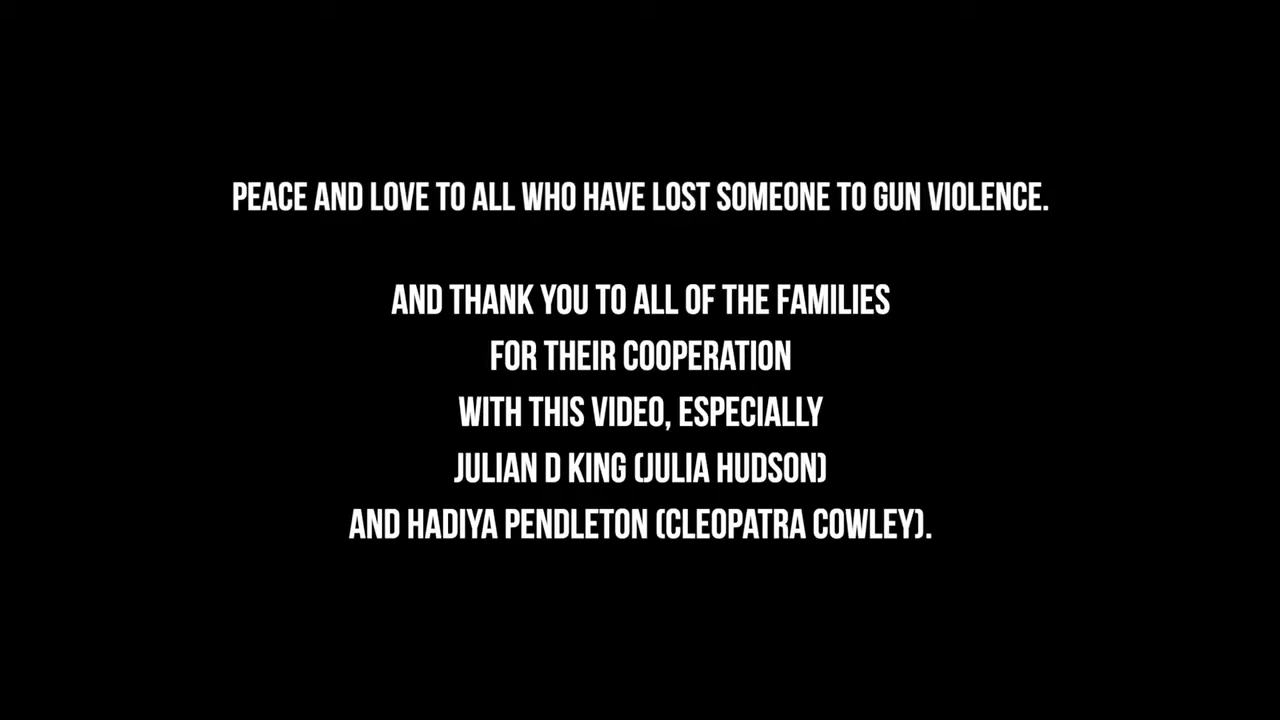 PEACE AND LOVE TO ALL WHO HAVE LOST SOMEONE TO GUN VIOLENCE.
AND THANK YOU TO ALL OF THE FAMILIES
FOR THEIR COOPERATION
WITH THIS VIDEO, ESPECIALLY
JULIAN D KING (JULIA HUDSON)
AND HADIYA PENDLETON (CLEOPATRA COWLEY).